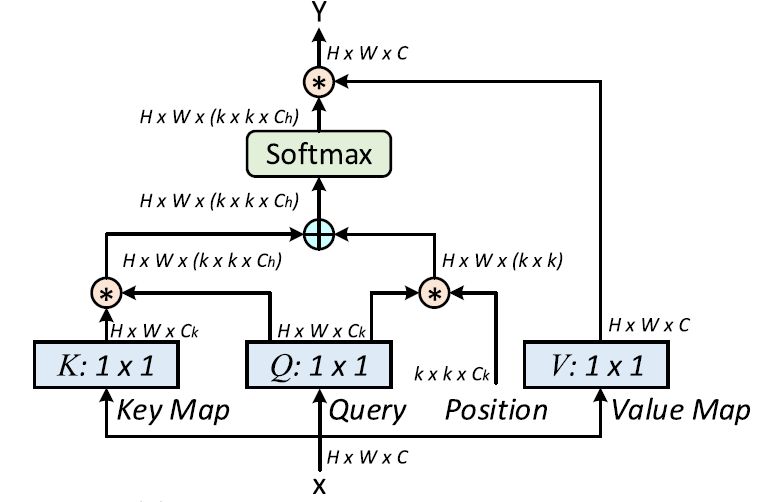 Y
H x W x C
*
H x W x (k x k x Ch)
Softmax
H x W x (k x k x Ch)
H x W x (k x k x Ch)
H x W x (k x k)
* *
H x W x Ck
H x W x Ck
H x W x C
K: 1 x 1
Q: 1 x 1
k x k x Ck
V: 1 x 1
Key Map
Query
Position
Value Map
H x W x C
X